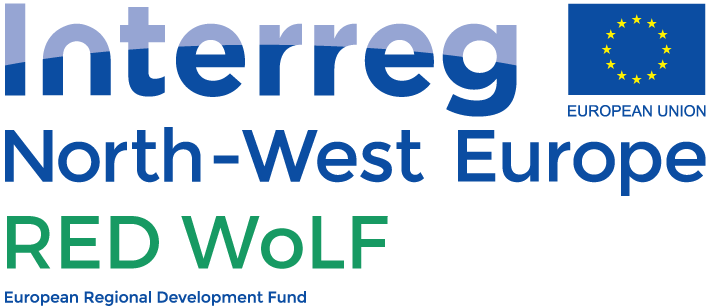 Interreg
EUROPEAN UNION
North-West Europe
RED WoLF
European Regional Development Fund